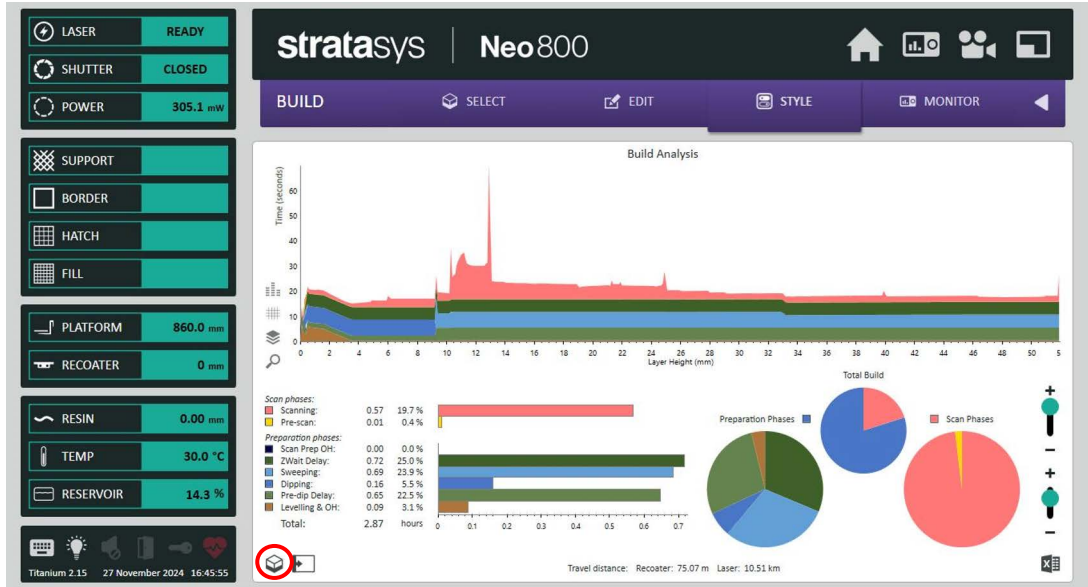 LASER READY
SHUTTER CLOSED
POWER 305.1 mW
SUPPORT
BORDER
HATCH
FILL
PLATFORM 860.0 mm
RECOATER 0 mm
RESIN 0.00 mm
TEMP 30.0 °C
RESERVOIR 14.3 %
Titanium 2.15 27 November 2024 16:45:55
stratasys | Neo800
BUILD SELECT EDIT STYLE MONITOR
Build Analysis
Time (seconds)
60
50
40
30
20
10
0
0 2 4 6 8 10 12 14 16 18 20 22 24 26 28 30 32 34 36 38 40 42 44 46 48 50 5
Layer Height (mm)
Scan phases:
Scanning: 0.57 19.7 %
Pre-scan: 0.01 0.4 %
Preparation phases:
Scan Prep OH: 0.00 0.0 %
ZWait Delay: 0.72 25.0 %
Sweeping: 0.69 23.9 %
Dipping: 0.16 5.5 %
Pre-dip Delay: 0.65 22.5 %
Levelling & OH: 0.09 3.1 %
Total: 2.87 hours
0 0.1 0.2 0.3 0.4 0.5 0.6 0.7
Total Build
Preparation Phases
Scan Phases
+
−
+
−
Travel distance: Recoater: 75.07 m Laser: 10.51 km
X